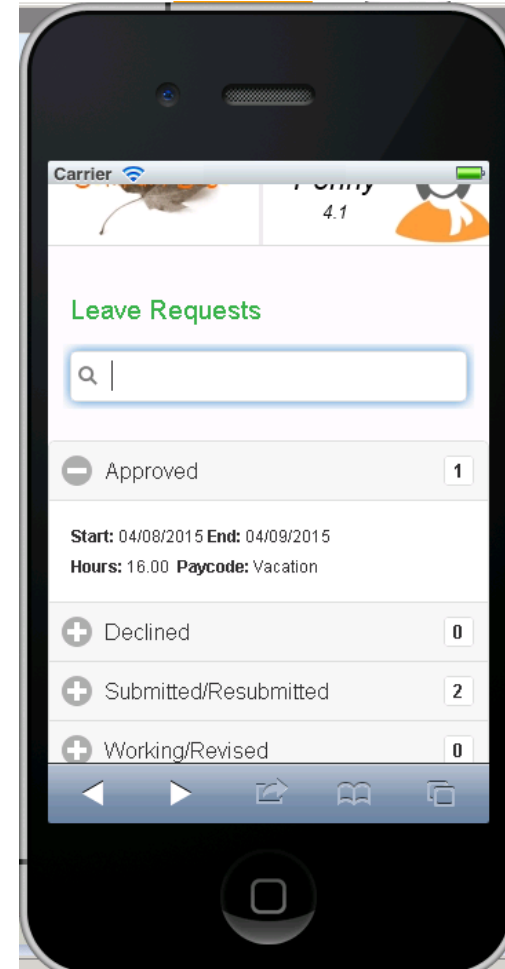 Carrier
Penny
4.1
Leave Requests
Approved 1
Start: 04/08/2015 End: 04/09/2015
Hours: 16.00 Paycode: Vacation
Declined 0
Submitted/Resubmitted 2
Working/Revised 0